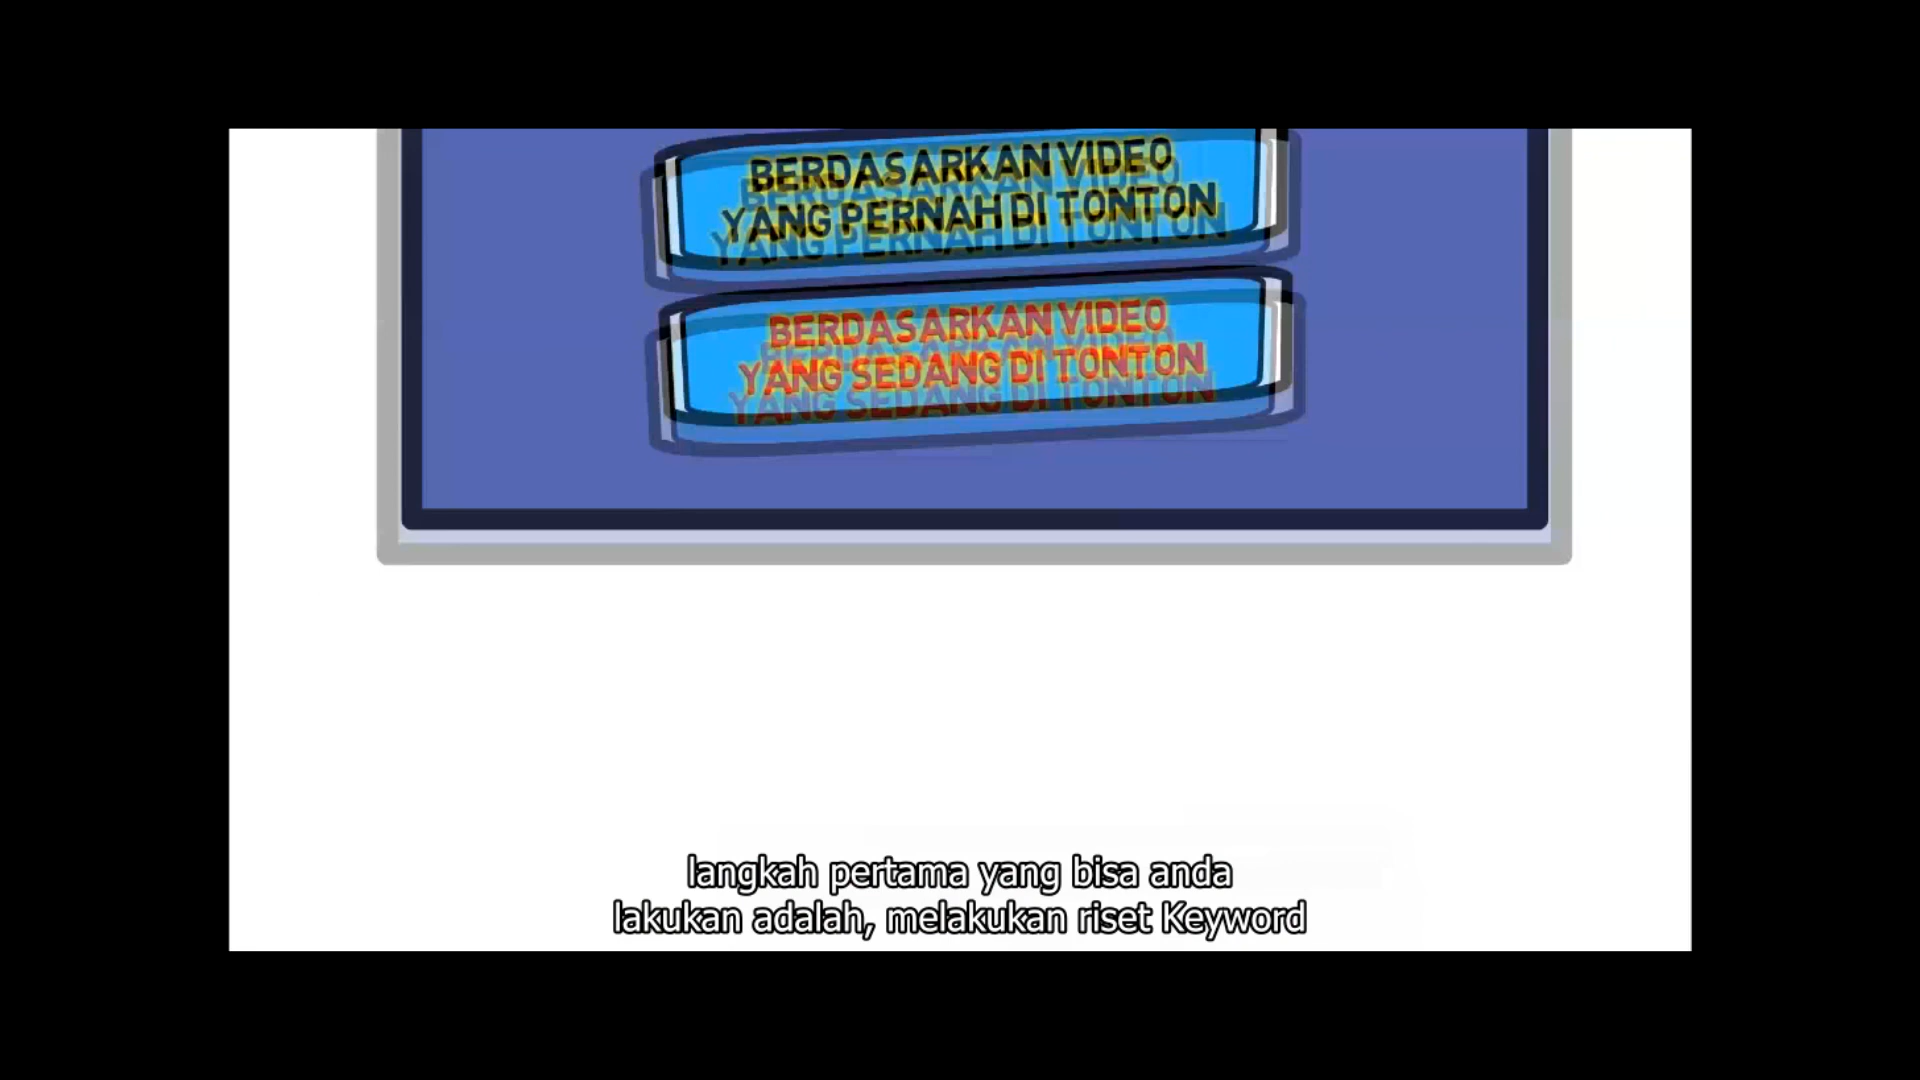 BERDASARKAN VIDEO
YANG PERNAH DI TONTON
BERDASARKAN VIDEO
YANG SEDANG DI TONTON
langkah pertama yang bisa anda
lakukan adalah, melakukan riset Keyword